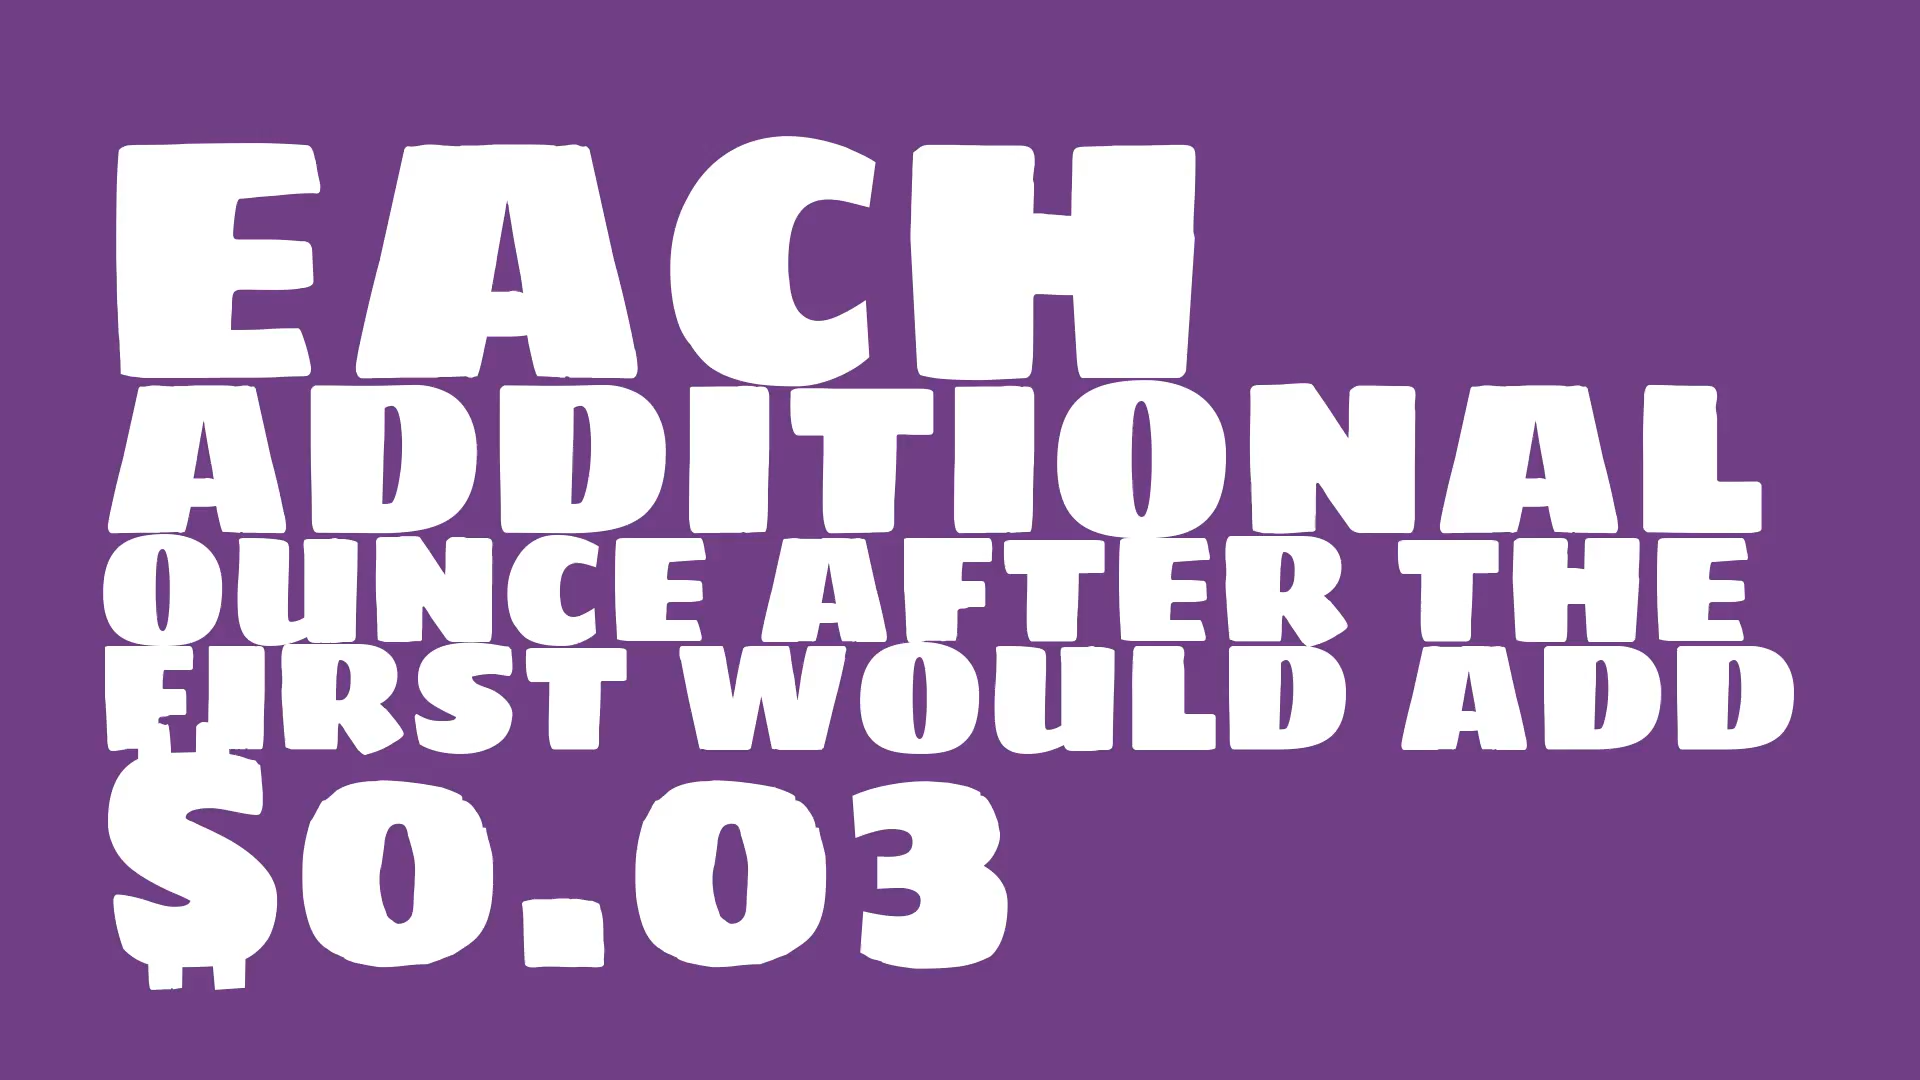 EACH
ADDITIONAL
OUNCE AFTER THE
FIRST WOULD ADD
$0.03